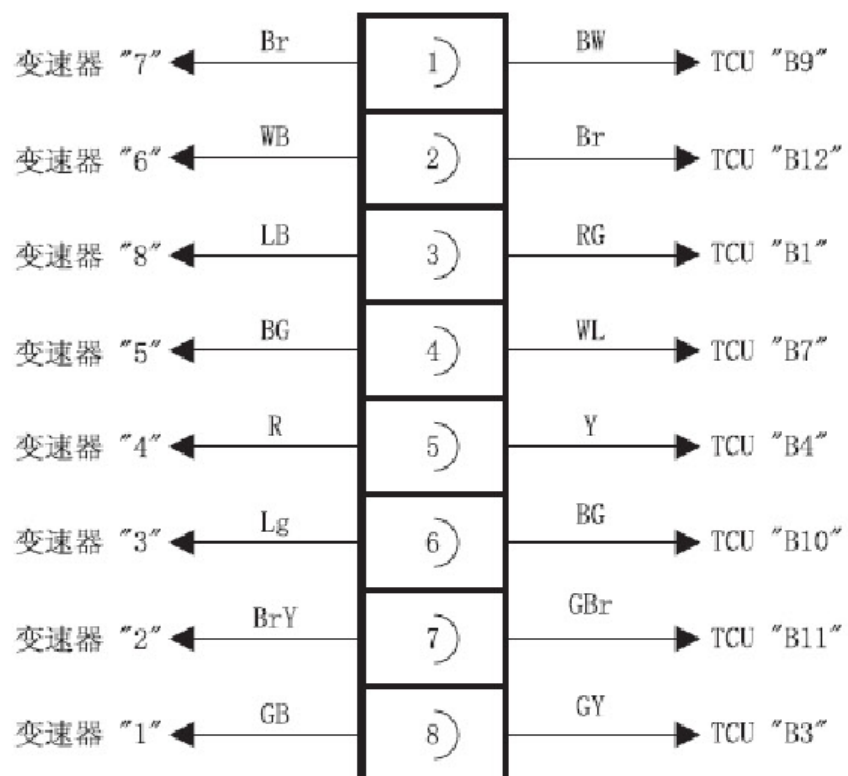 变速器 "7" Br 1 BW TCU "B9"
变速器 "6" WB 2 Br TCU "B12"
变速器 "8" LB 3 RG TCU "B1"
变速器 "5" BG 4 WL TCU "B7"
变速器 "4" R 5 Y TCU "B4"
变速器 "3" Lg 6 BG TCU "B10"
变速器 "2" BrY 7 GBr TCU "B11"
变速器 "1" GB 8 GY TCU "B3"